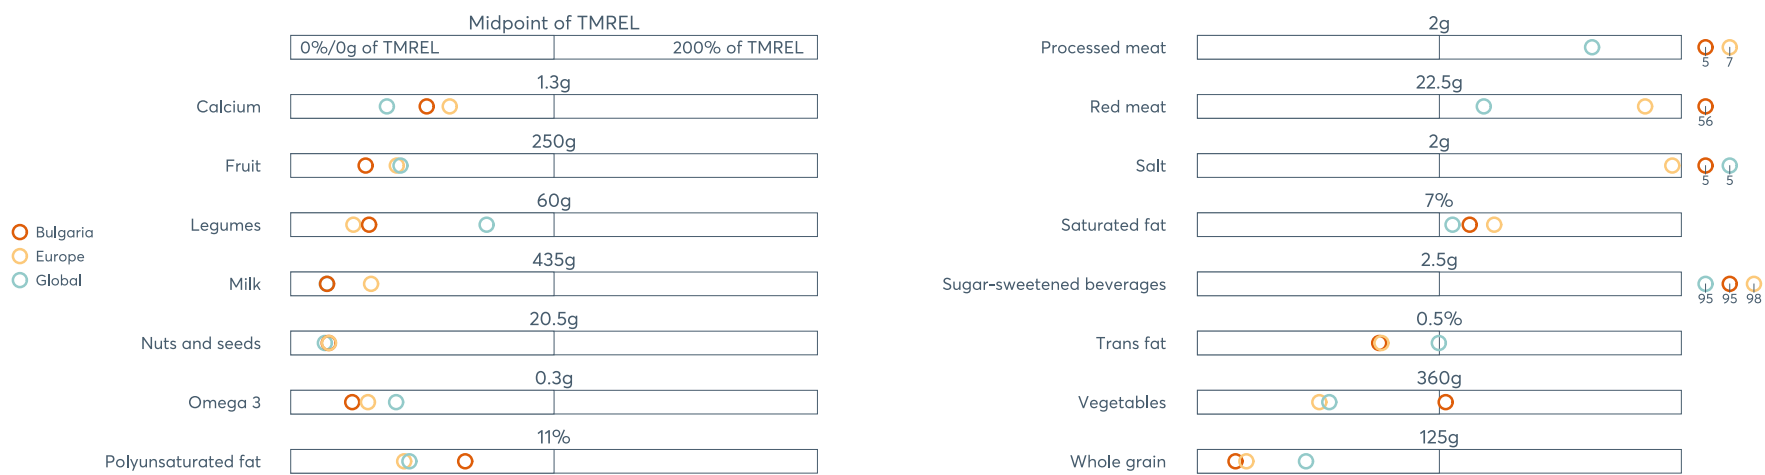 Midpoint of TMREL
0%/0g of TMREL
200% of TMREL
1.3g
Calcium
250g
Fruit
60g
Legumes
435g
Milk
20.5g
Nuts and seeds
0.3g
Omega 3
11%
Polyunsaturated fat
Bulgaria
Europe
Global
2g
Processed meat
5 7
22.5g
Red meat
56
2g
Salt
5 5
7%
Saturated fat
2.5g
Sugar-sweetened beverages
95 95 98
0.5%
Trans fat
360g
Vegetables
125g
Whole grain